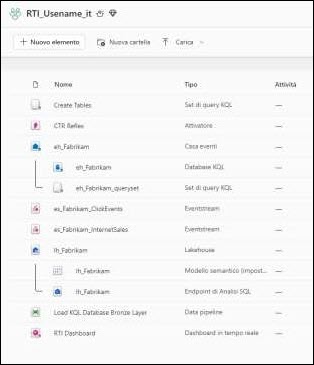 RTI_Usename_it
+ Nuovo elemento Nuova cartella Carica
Nome Tipo Attività
Create Tables Set di query KQL —
CTR Reflex Attivatore —
eh_Fabrikam Casa eventi —
eh_Fabrikam Database KQL —
eh_Fabrikam_queryset Set di query KQL —
es_Fabrikam_ClickEvents Eventstream —
es_Fabrikam_InternetSales Eventstream —
lh_Fabrikam Lakehouse —
lh_Fabrikam Modello semantico (impost... —
lh_Fabrikam Endpoint di Analisi SQL —
Load KQL Database Bronze Layer Data pipeline —
RTI Dashboard Dashboard in tempo reale —